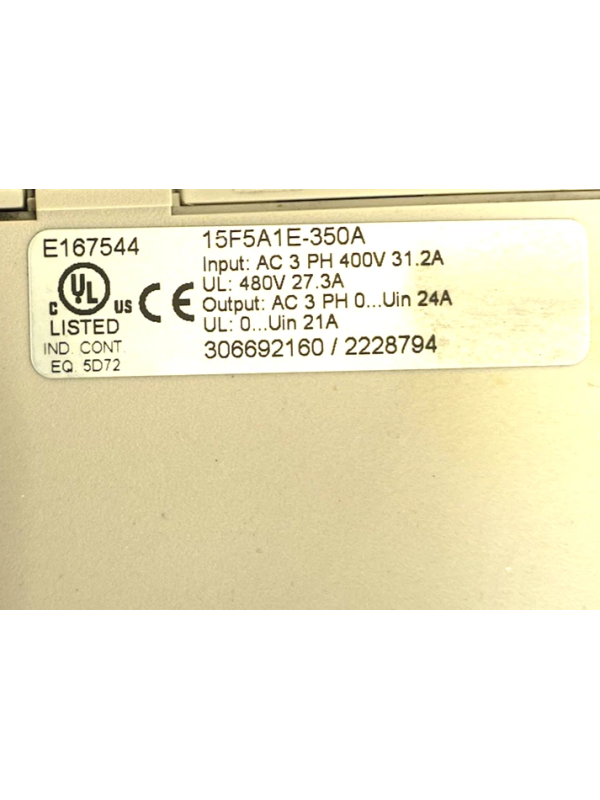 E167544
C UL US CE
LISTED
IND. CONT.
EQ. 5D72
15F5A1E-350A
Input: AC 3 PH 400V 31.2A
UL: 480V 27.3A
Output: AC 3 PH 0...Uin 24A
UL: 0...Uin 21A
306692160 / 2228794